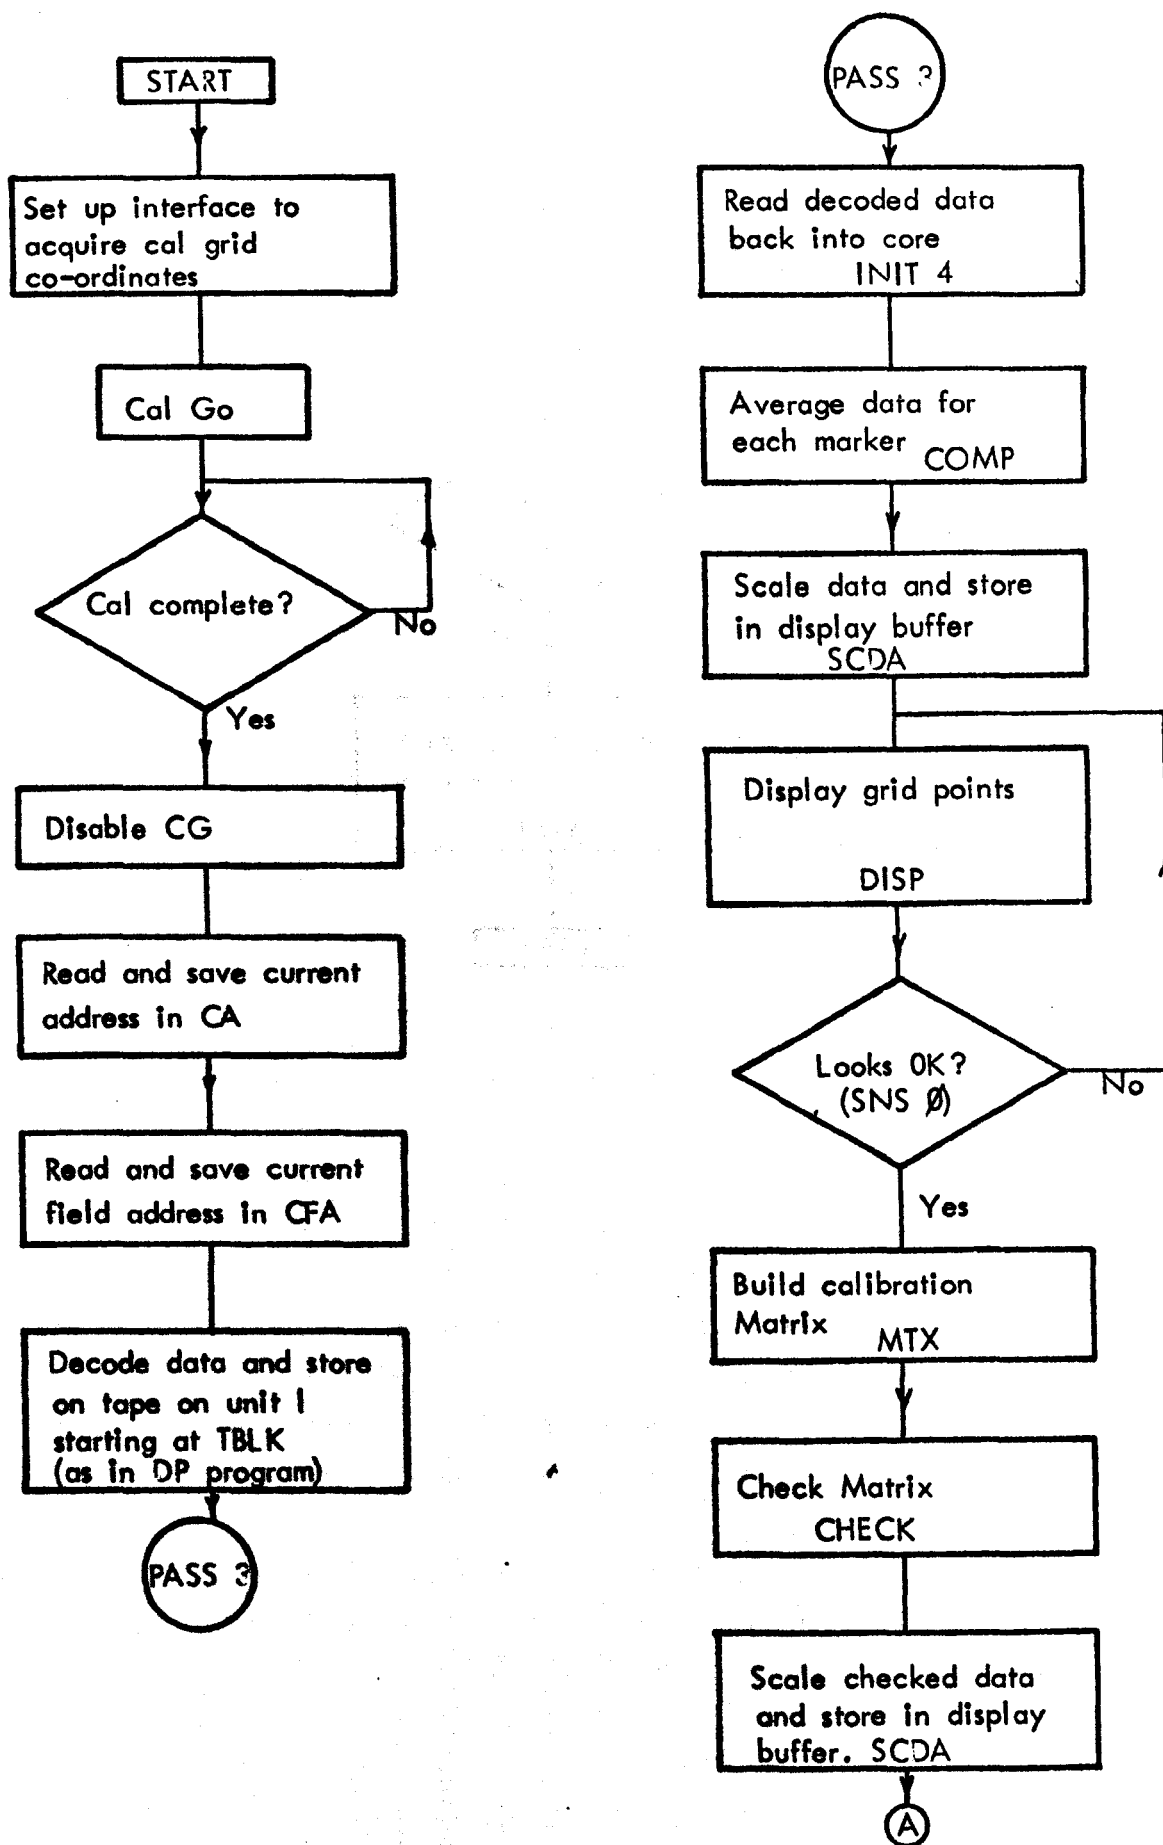 START
Set up interface to
acquire cal grid
co-ordinates
Cal Go
Cal complete?
No
Yes
Disable CG
Read and save current
address in CA
Read and save current
field address in CFA
Decode data and store
on tape on unit 1
starting at TBLK
(as in DP program)
PASS 3
PASS 3
Read decoded data
back into core
INIT 4
Average data for
each marker COMP
Scale data and store
in display buffer
SCDA
Display grid points
DISP
Looks OK?
(SNS Ø)
No
Yes
Build calibration
Matrix MTX
Check Matrix
CHECK
Scale checked data
and store in display
buffer. SCDA
A